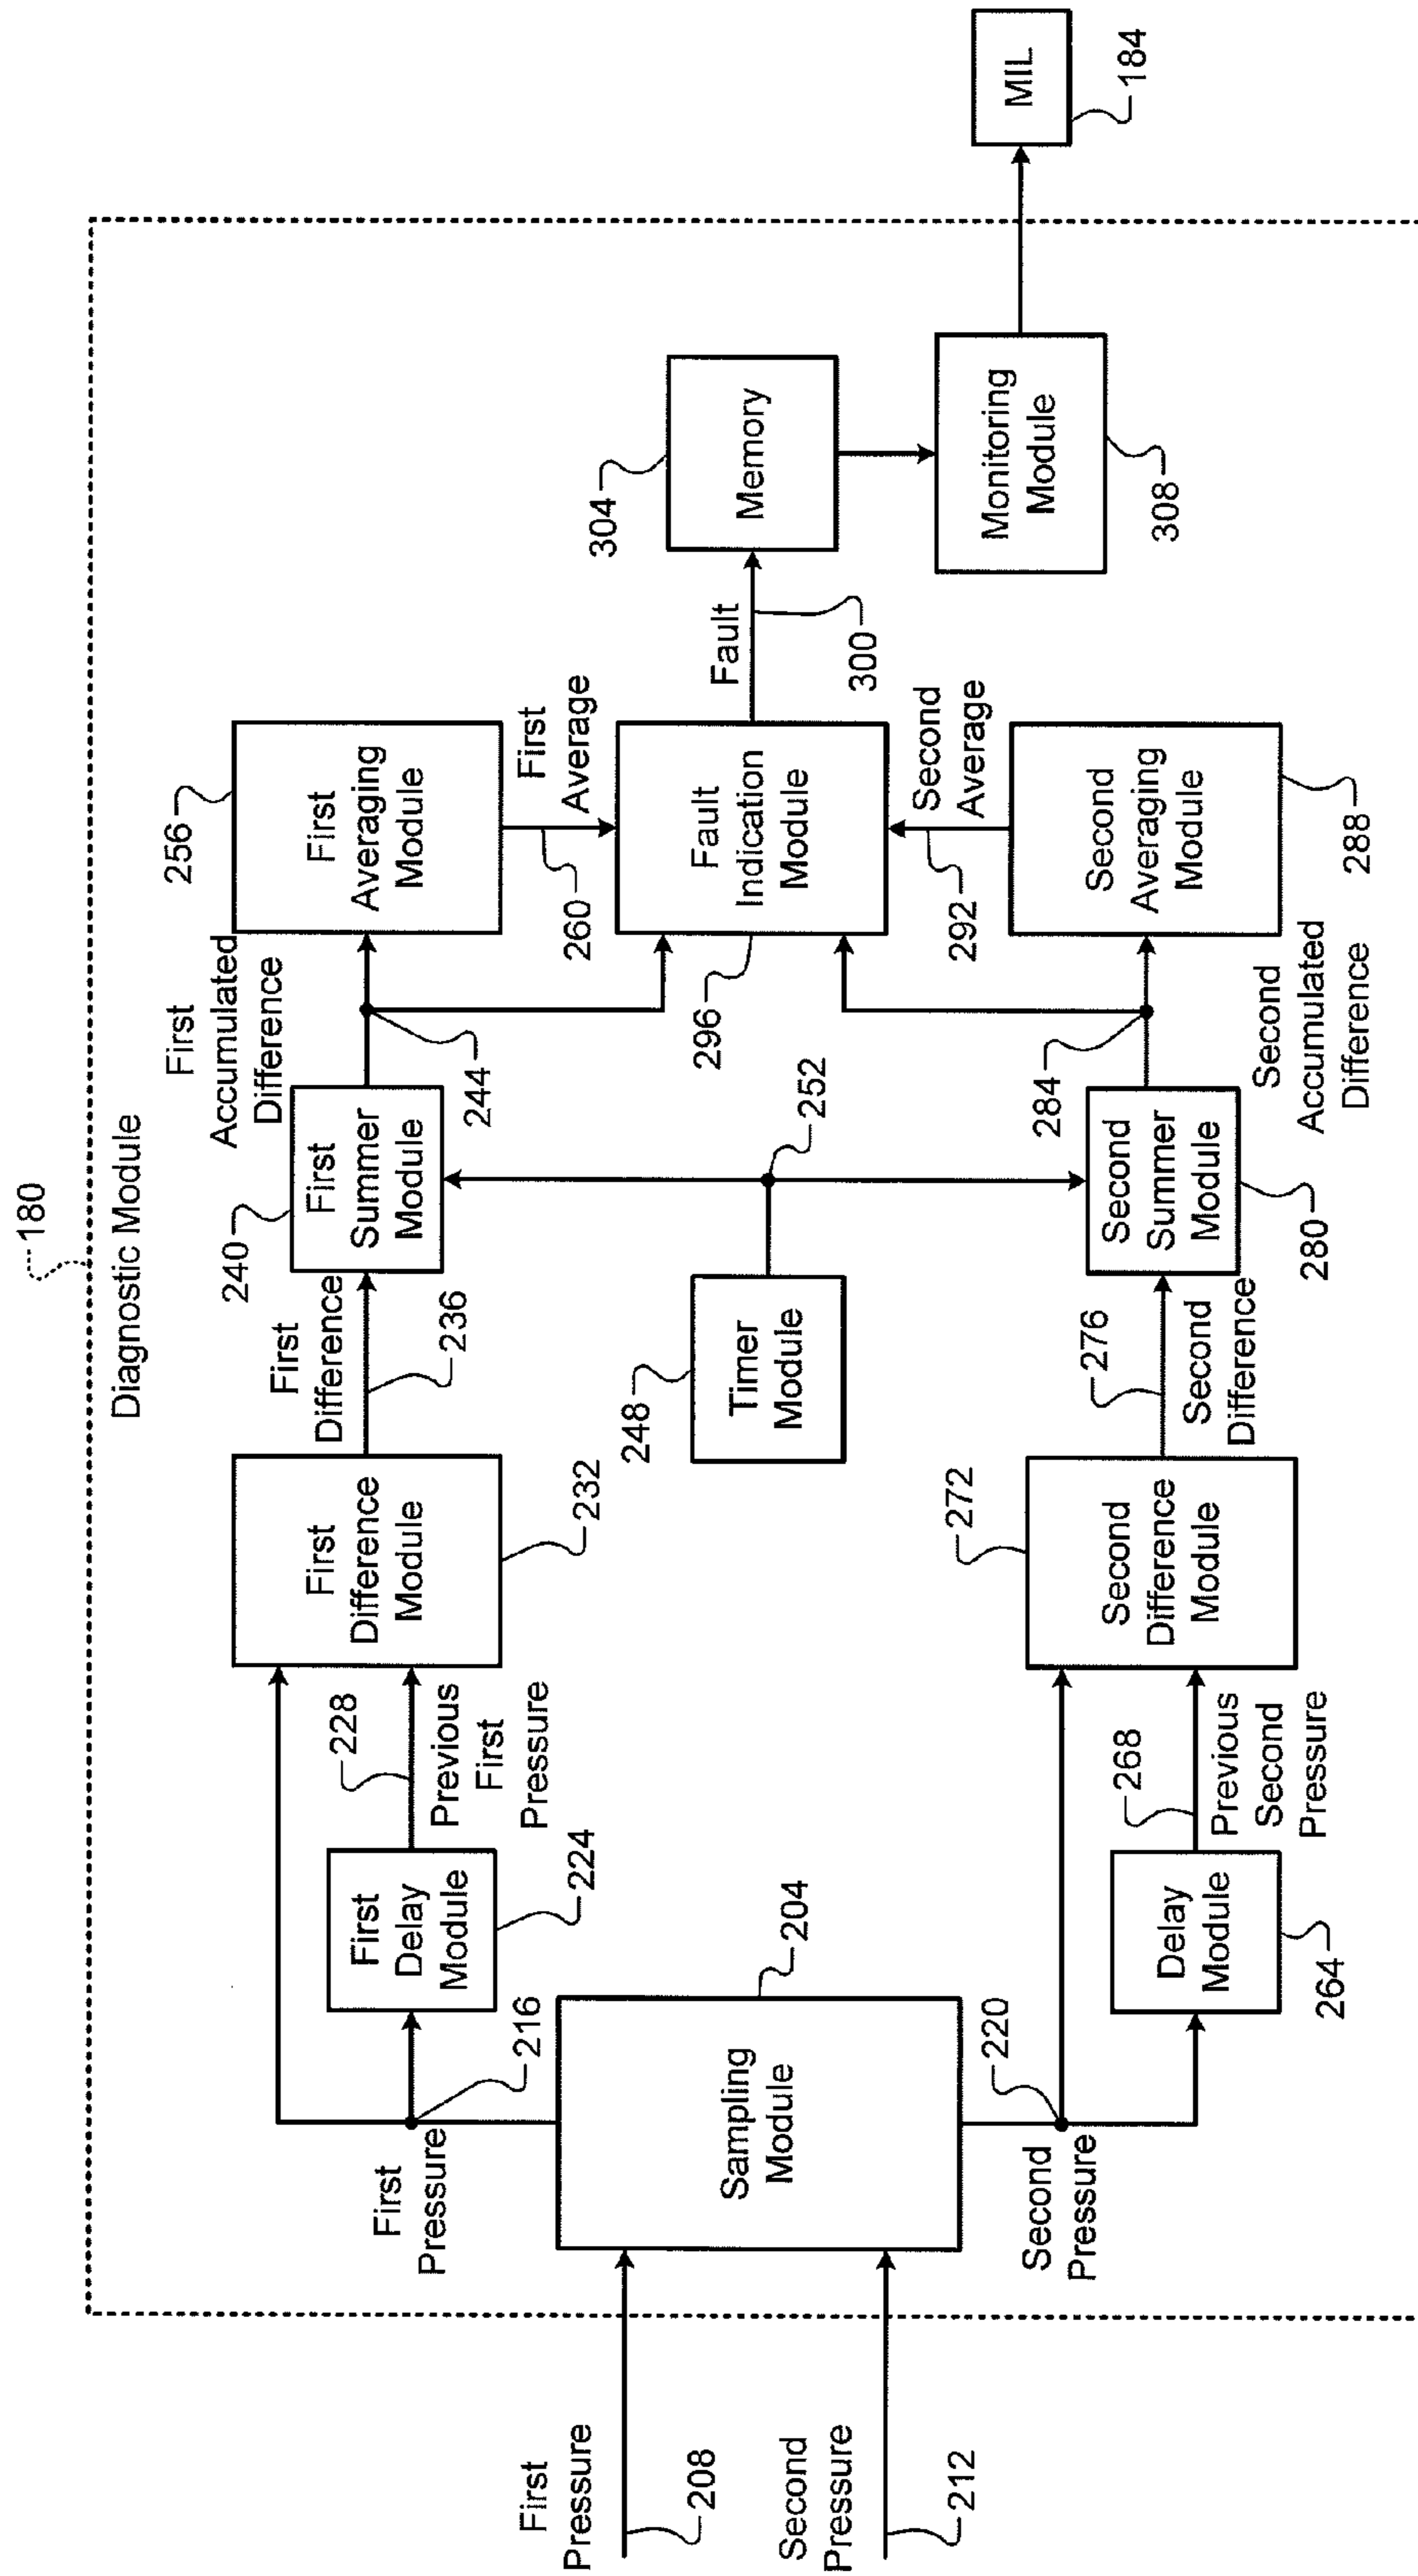 180
Diagnostic Module
First
Pressure
208
Second
Pressure
212
First
Pressure
216
Sampling
Module
204
Second
Pressure
220
First
Delay
Module
224
228
Previous
First
Pressure
Delay
Module
264
268
Previous
Second
Pressure
First
Difference
Module
232
272
Second
Difference
Module
First
Difference
236
248
Timer
Module
276
Second
Difference
240
First
Summer
Module
252
Second
Summer
Module
280
First
Accumulated
Difference
244
284
Second
Accumulated
Difference
256
First
Averaging
Module
First
Average
260
296
Fault
Indication
Module
292
Second
Average
Second
Averaging
Module
288
Fault
300
304
Memory
Monitoring
Module
308
MIL
184